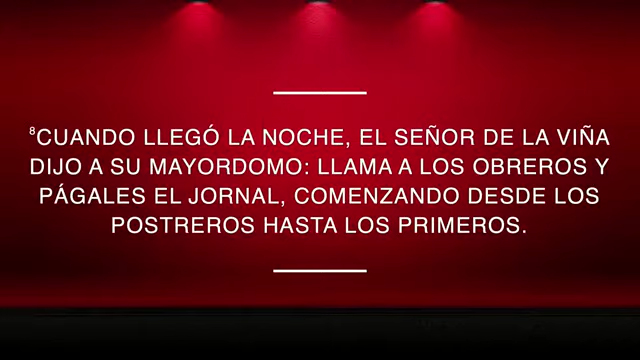 ⁸CUANDO LLEGÓ LA NOCHE, EL SEÑOR DE LA VIÑA
DIJO A SU MAYORDOMO: LLAMA A LOS OBREROS Y
PÁGALES EL JORNAL, COMENZANDO DESDE LOS
POSTREROS HASTA LOS PRIMEROS.